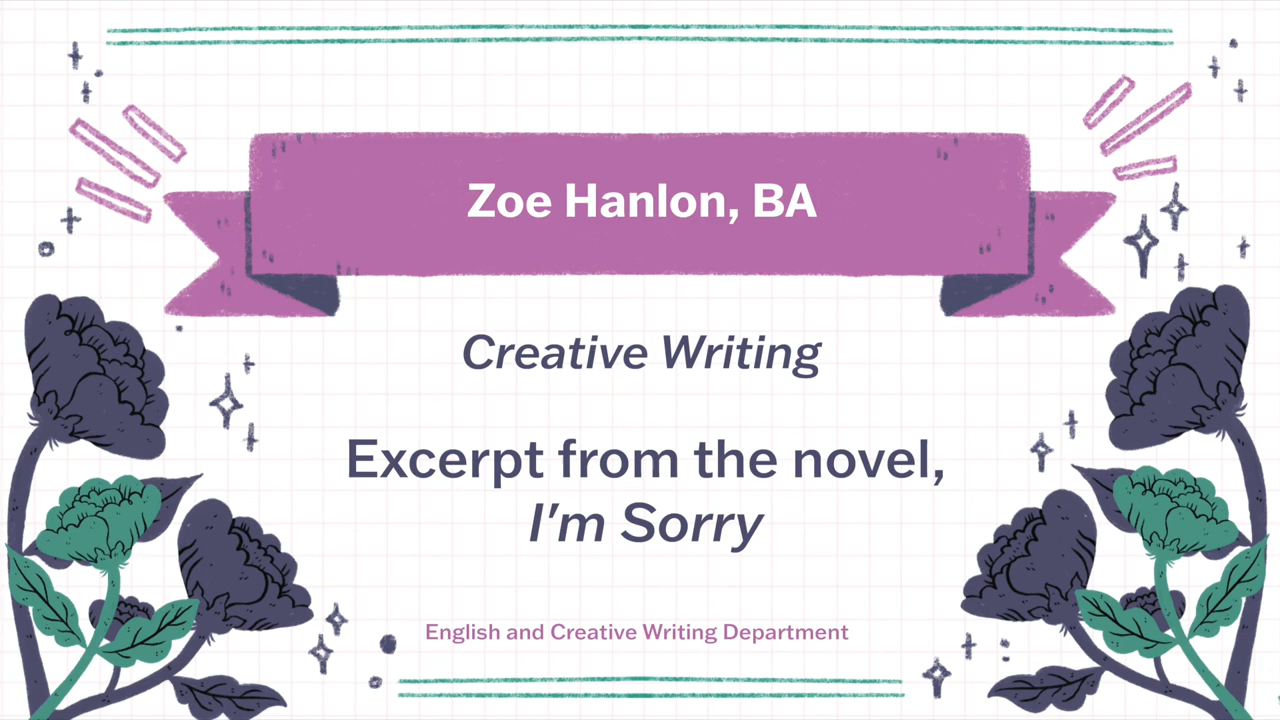 Zoe Hanlon, BA
Creative Writing
Excerpt from the novel,
I'm Sorry
English and Creative Writing Department